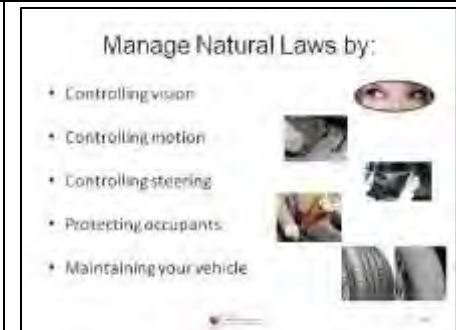 Manage Natural Laws by:
• Controlling vision
• Controlling motion
• Controlling steering
• Protecting occupants
• Maintaining your vehicle